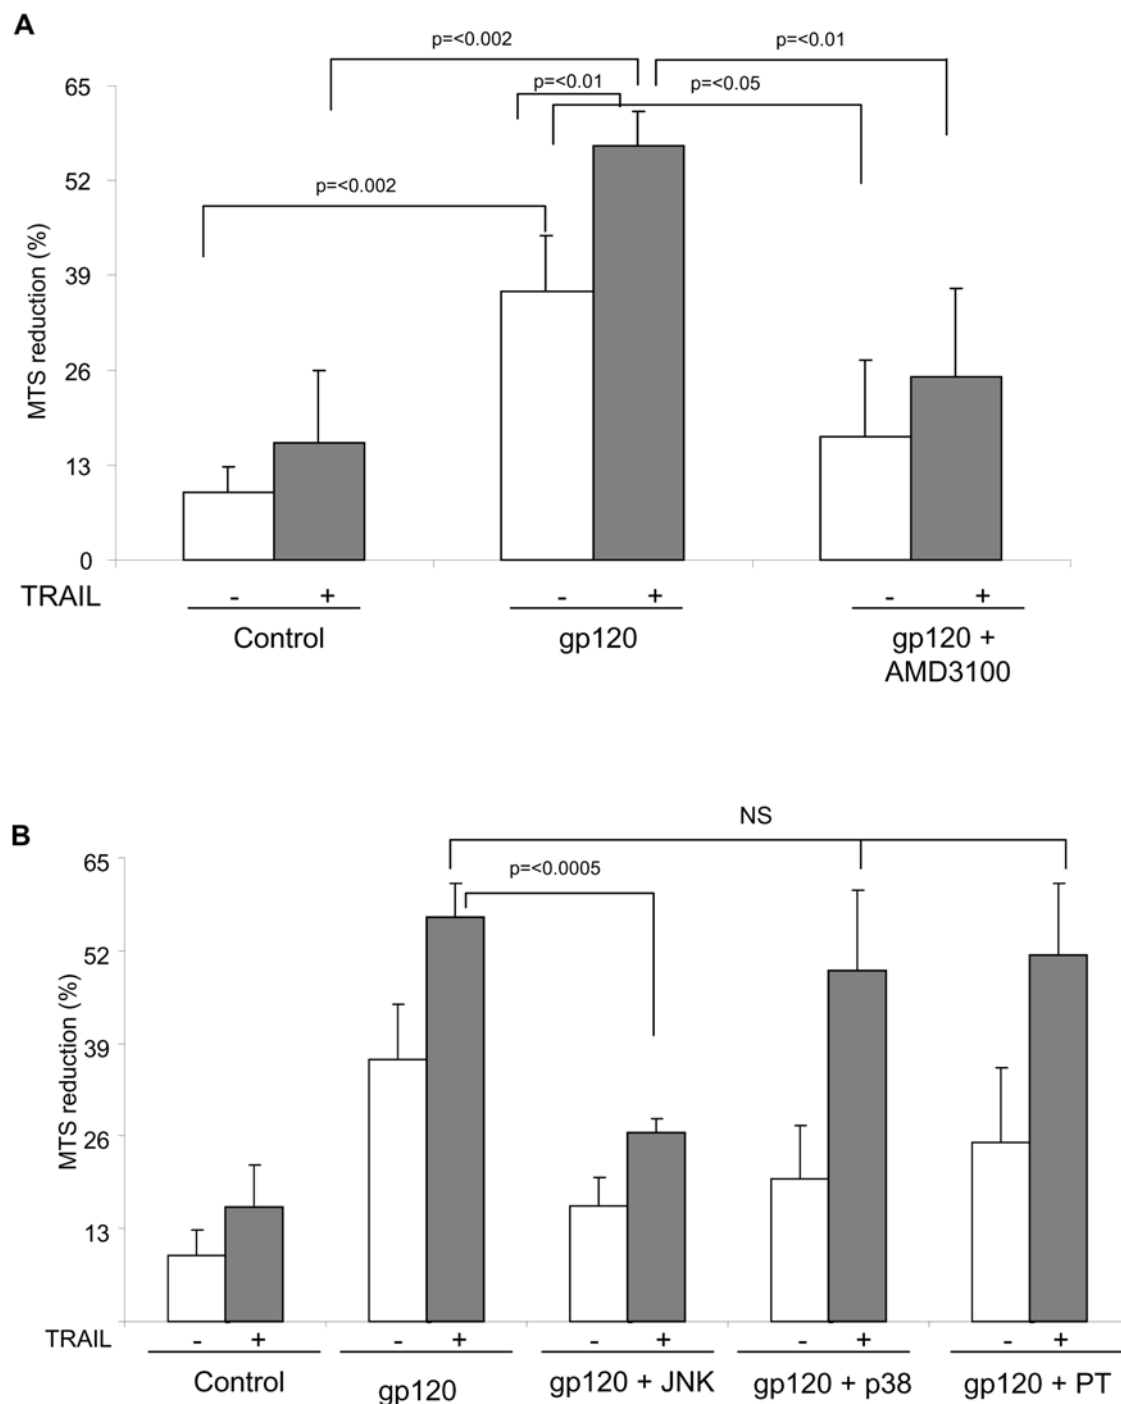 A
p=<0.002
p=<0.01
p=<0.01
p=<0.05
p=<0.002
MTS reduction (%)
65
52
39
26
13
0
TRAIL - + - + - +
Control gp120 gp120 +
AMD3100
B
NS
p=<0.0005
MTS reduction (%)
65
52
39
26
13
TRAIL - + - + - + - + - +
Control gp120 gp120 + JNK gp120 + p38 gp120 + PT